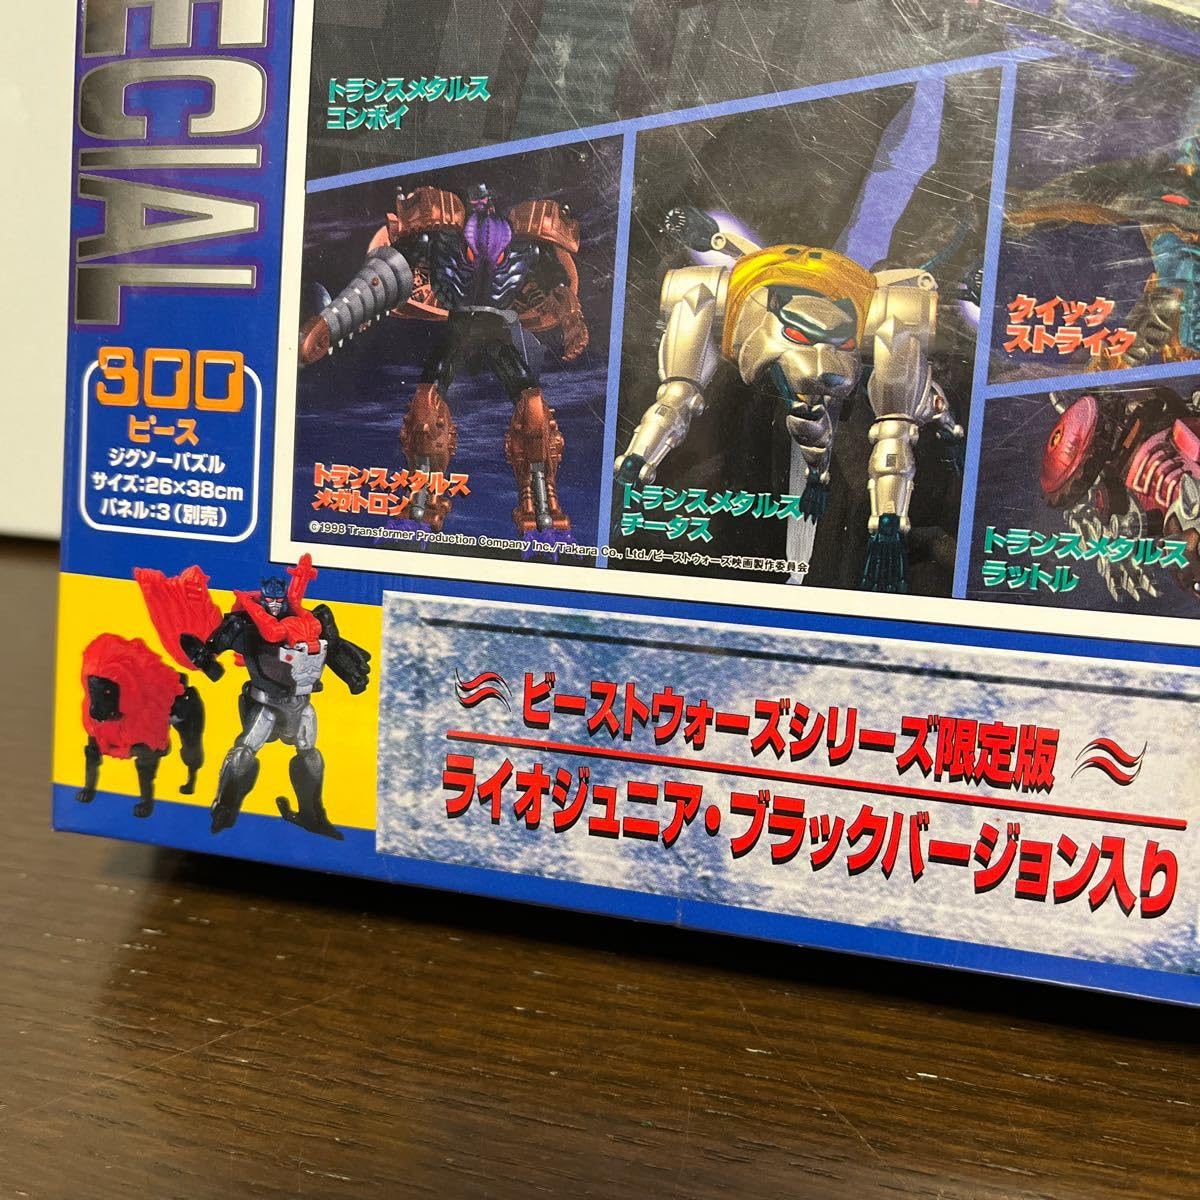 ECIAL
トランスメタルス
コンボイ
トランスメタルス
メガトロン
トランスメタルス
チータス
クイック
ストライク
トランスメタルス
ラットル
©1998 Transformer Production Company Inc./Takara Co., Ltd./ビーストウォーズ映画製作委員会
300
ピース
ジグソーパズル
サイズ:26×38cm
パネル:3(別売)
ビーストウォーズシリーズ限定版
ライオジュニア・ブラックバージョン入り